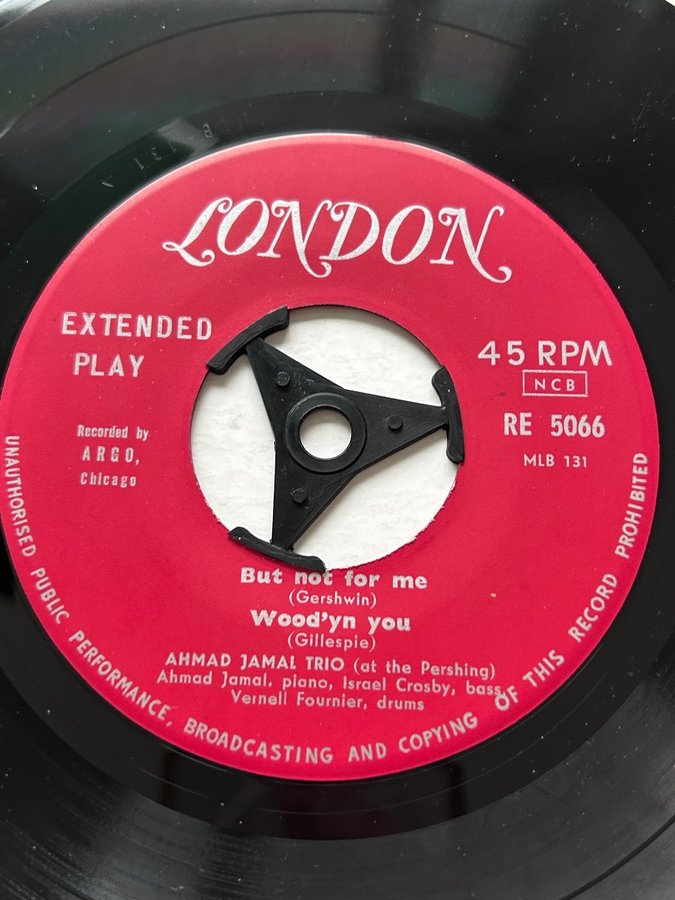 LONDON
EXTENDED
PLAY
45 RPM
NCB
RE 5066
MLB 131
Recorded by
ARGO,
Chicago
But not for me
(Gershwin)
Wood'yn you
(Gillespie)
AHMAD JAMAL TRIO (at the Pershing)
Ahmad Jamal, piano, Israel Crosby, bass,
Vernell Fournier, drums
UNAUTHORISED PUBLIC PERFORMANCE, BROADCASTING AND COPYING OF THIS RECORD PROHIBITED